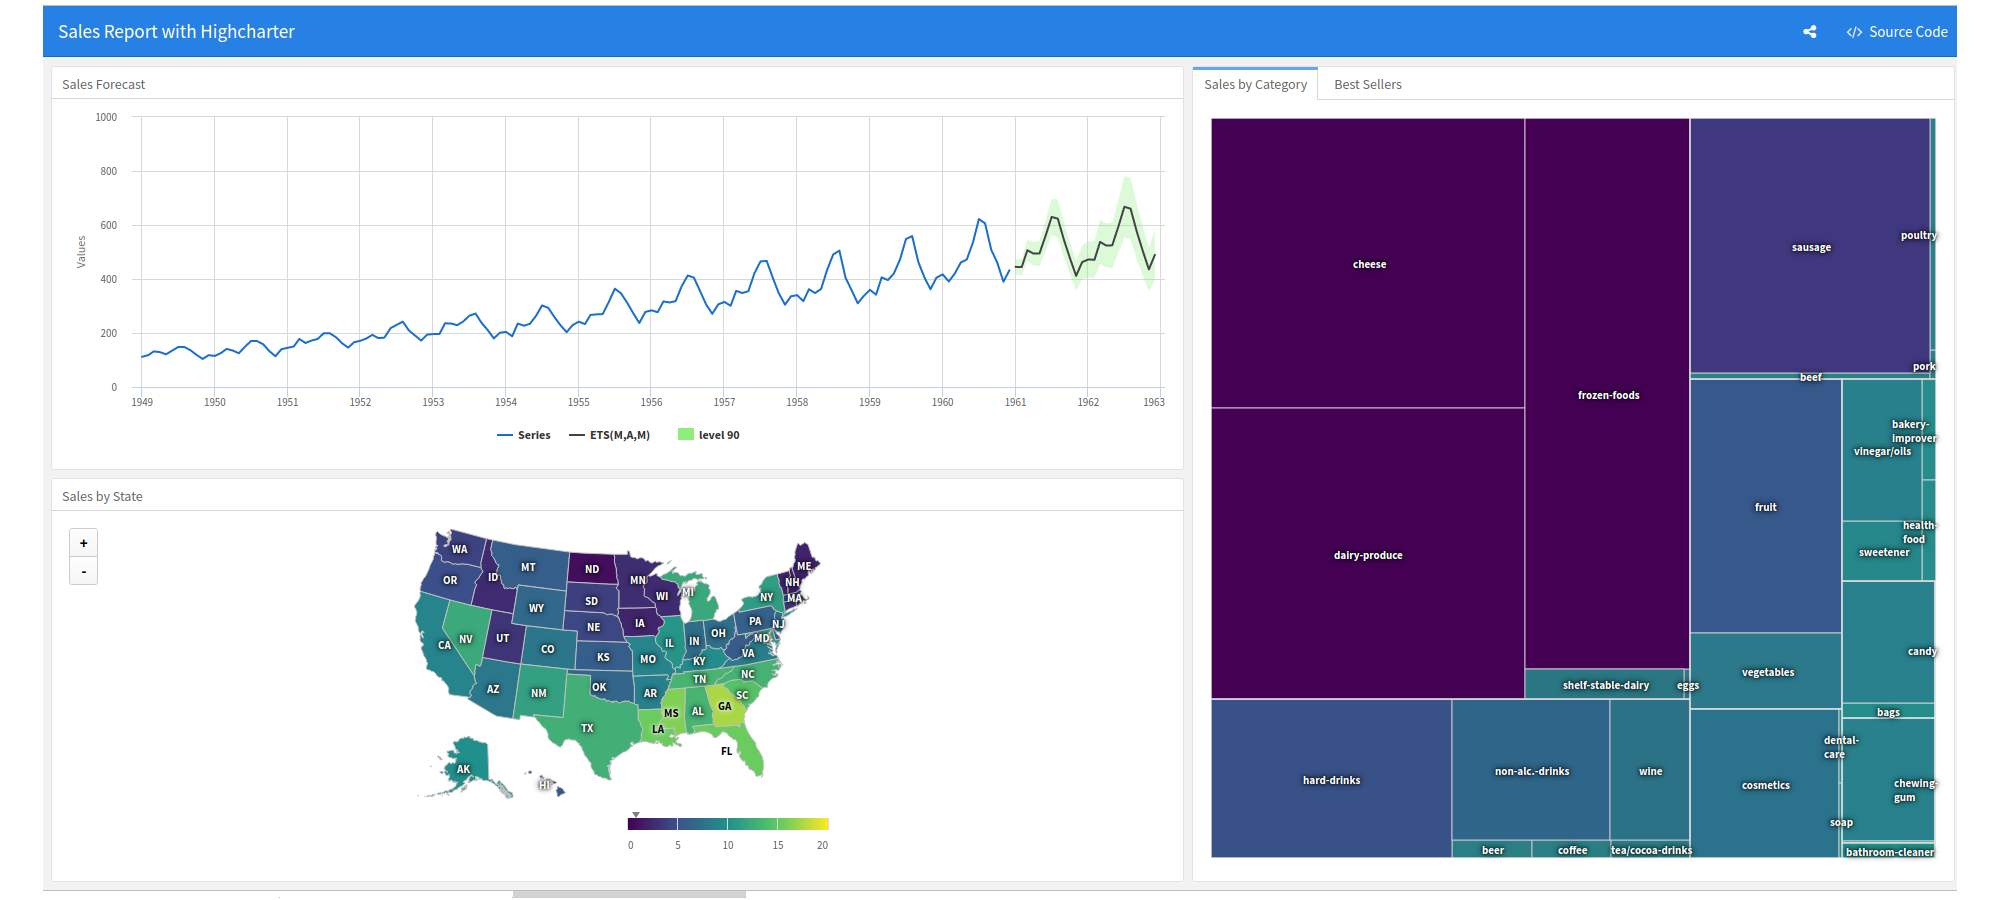 Sales Report with Highcharter
</> Source Code
Sales Forecast
1000
800
600
400
200
0
Values
1949 1950 1951 1952 1953 1954 1955 1956 1957 1958 1959 1960 1961 1962 1963
Series ETS(M,A,M) level 90
Sales by State
+
-
WA
OR
ID
MT
ND
MN
WI
MI
ME
NH
MA
NY
WY
SD
IA
NE
PA
NJ
OH
MD
IN
IL
CA
NV
UT
CO
KS
MO
KY
VA
AZ
NM
OK
AR
TN
NC
SC
TX
MS
AL
GA
LA
FL
AK
HI
0 5 10 15 20
Sales by Category Best Sellers
cheese
sausage
poultry
pork
beef
frozen-foods
dairy-produce
fruit
bakery-
improver
vinegar/oils
health-
food
sweetener
candy
vegetables
shelf-stable-dairy
eggs
bags
dental-
care
hard-drinks
non-alc.-drinks
wine
cosmetics
chewing-
gum
soap
beer
coffee
tea/cocoa-drinks
bathroom-cleaner